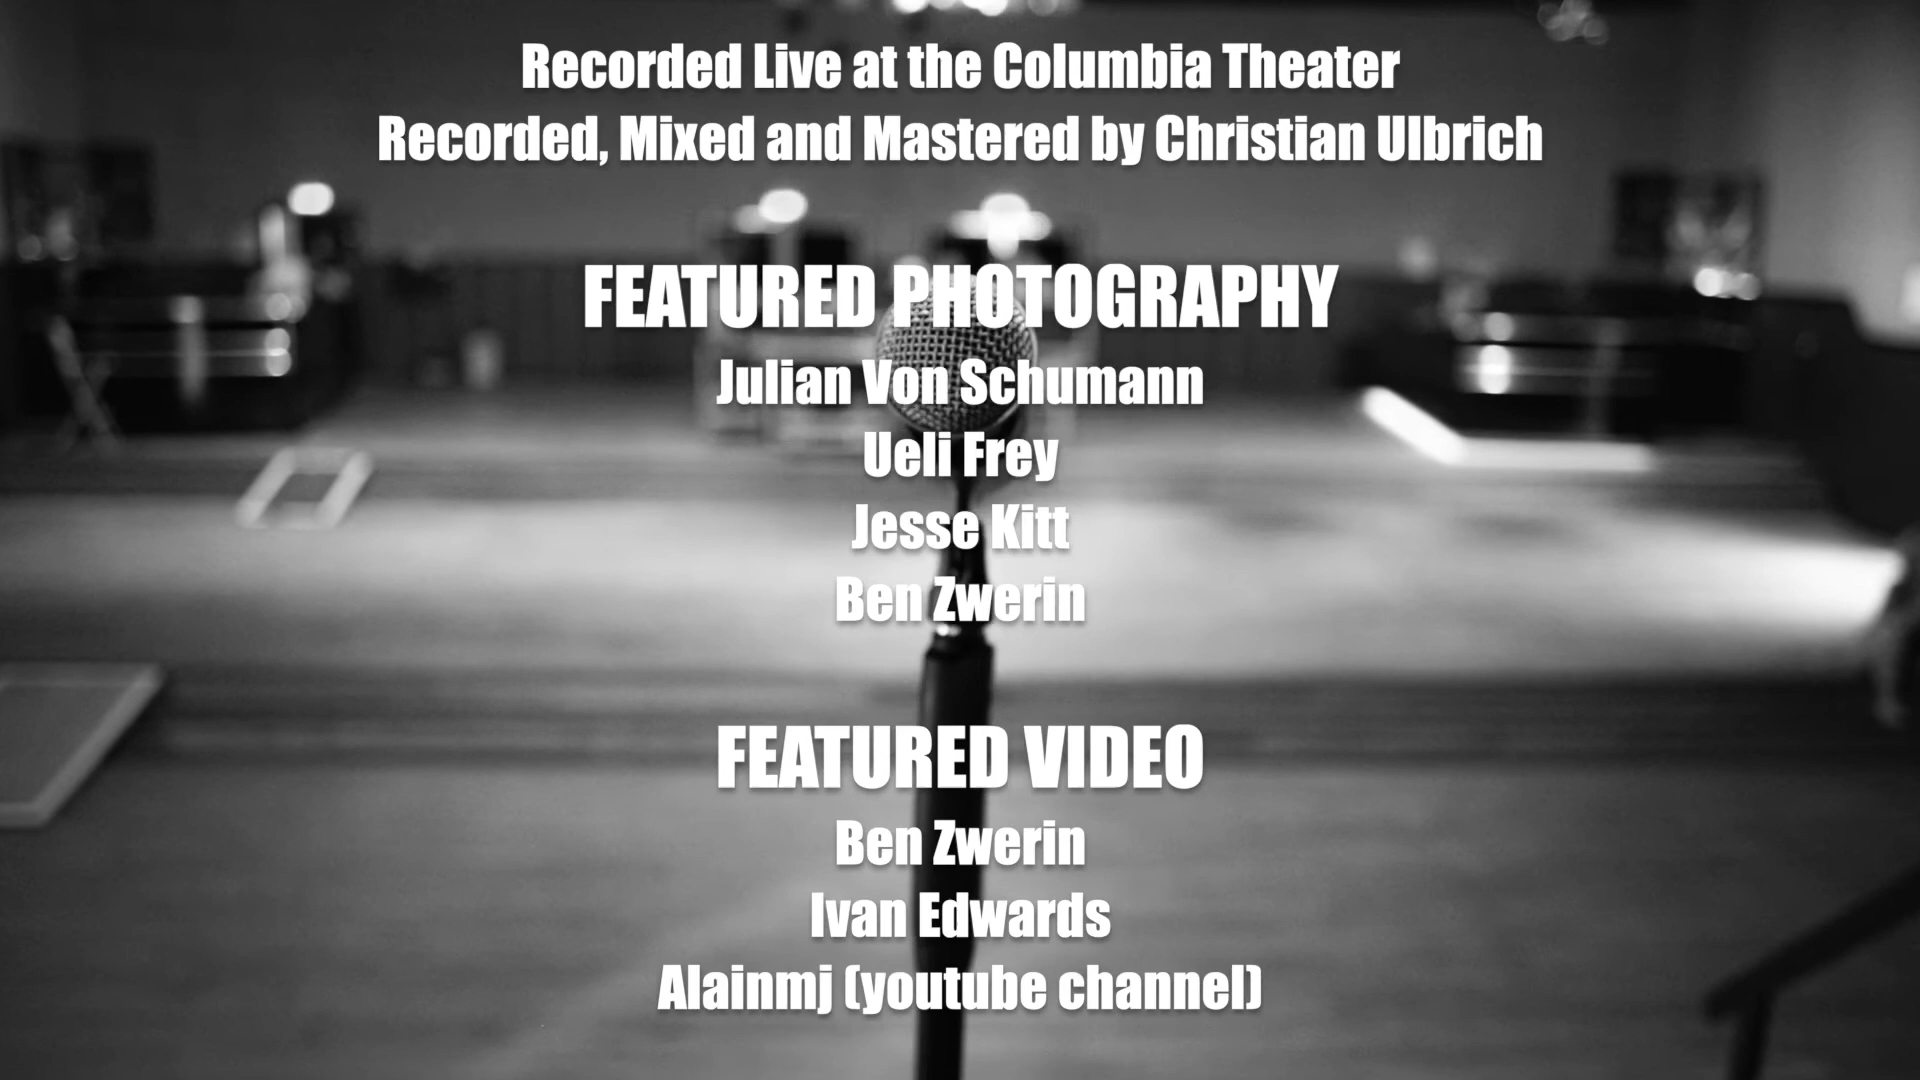 Recorded Live at the Columbia Theater
Recorded, Mixed and Mastered by Christian Ulbrich
FEATURED PHOTOGRAPHY
Julian Von Schumann
Ueli Frey
Jesse Kitt
Ben Zwerin
FEATURED VIDEO
Ben Zwerin
Ivan Edwards
Alainmj (youtube channel)